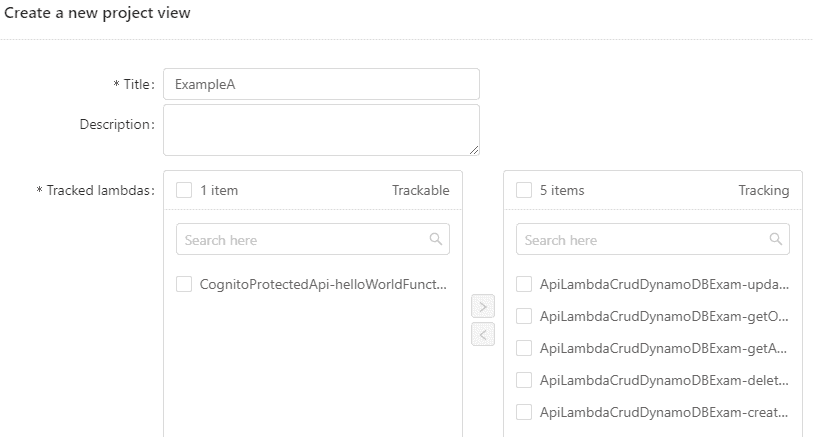 Create a new project view
* Title: ExampleA
Description:
* Tracked lambdas: 1 item Trackable 5 items Tracking
Search here Search here
CognitoProtectedApi-helloWorldFunct... ApiLambdaCrudDynamoDBExam-upda...
> ApiLambdaCrudDynamoDBExam-getO...
< ApiLambdaCrudDynamoDBExam-getA...
ApiLambdaCrudDynamoDBExam-delet...
ApiLambdaCrudDynamoDBExam-creat...